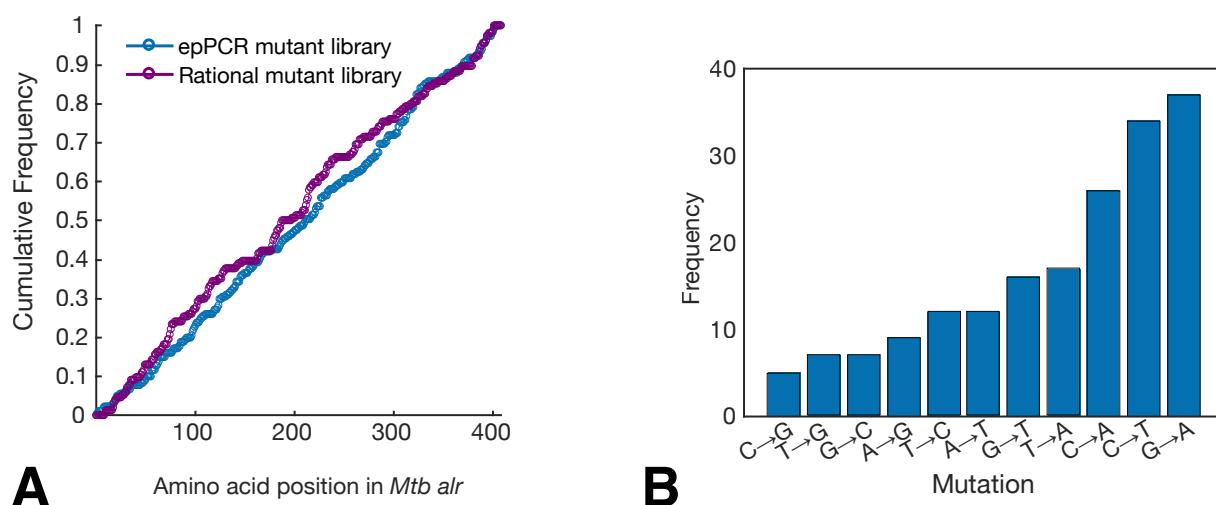 1
0.9
0.8
0.7
0.6
0.5
0.4
0.3
0.2
0.1
0
Cumulative Frequency
epPCR mutant library
Rational mutant library
100
200
300
400
Amino acid position in Mtb alr
A
40
30
20
10
0
Frequency
C→G
T→G
G→C
A→G
T→C
A→T
G→T
T→A
C→A
C→T
G→A
Mutation
B